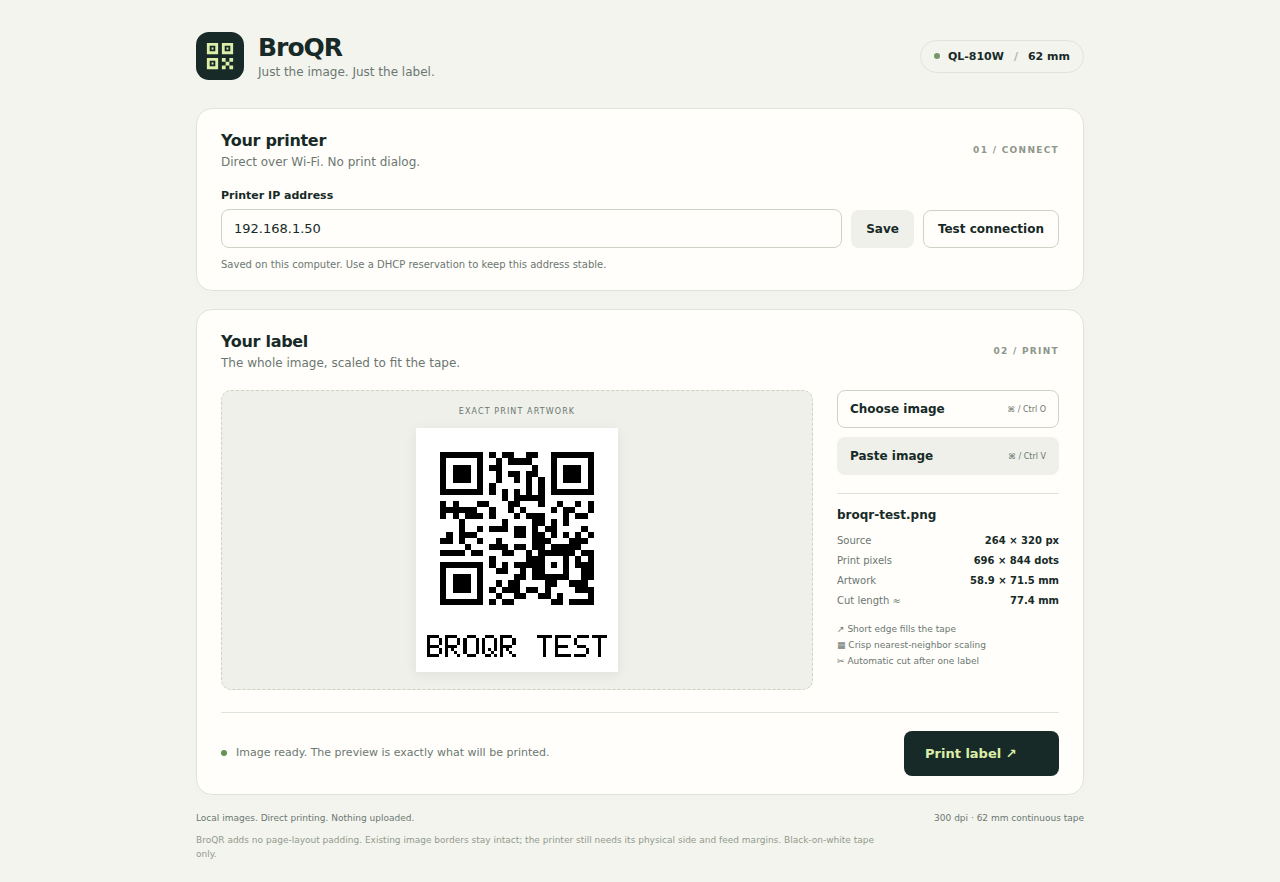 BroQR
Just the image. Just the label.
QL-810W / 62 mm
Your printer
Direct over Wi-Fi. No print dialog.
01 / CONNECT
Printer IP address
192.168.1.50
Save
Test connection
Saved on this computer. Use a DHCP reservation to keep this address stable.
Your label
The whole image, scaled to fit the tape.
02 / PRINT
EXACT PRINT ARTWORK
BROQR TEST
Choose image ⌘ / Ctrl O
Paste image ⌘ / Ctrl V
broqr-test.png
Source 264 × 320 px
Print pixels 696 × 844 dots
Artwork 58.9 × 71.5 mm
Cut length ≈ 77.4 mm
↗ Short edge fills the tape
▦ Crisp nearest-neighbor scaling
✂ Automatic cut after one label
Image ready. The preview is exactly what will be printed.
Print label ↗
Local images. Direct printing. Nothing uploaded.
300 dpi · 62 mm continuous tape
BroQR adds no page-layout padding. Existing image borders stay intact; the printer still needs its physical side and feed margins. Black-on-white tape
only.